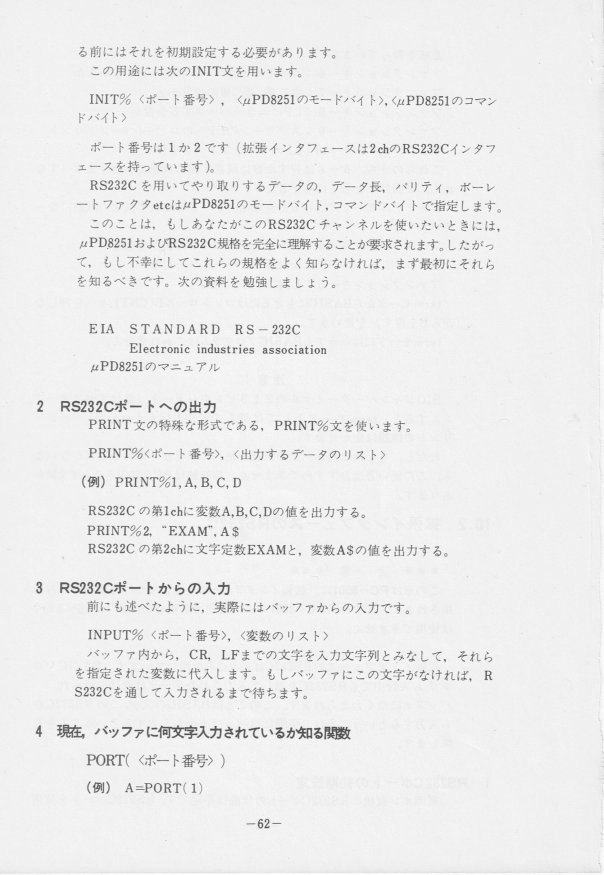 る前にはそれを初期設定する必要があります。
この用途には次のINIT文を用います。
INIT% 〈ポート番号〉, 〈μPD8251のモードバイト〉,〈μPD8251のコマン
ドバイト〉
ポート番号は1か2です(拡張インタフェースは2chのRS232Cインタフ
ェースを持っています)。
RS232Cを用いてやり取りするデータの,データ長,パリティ,ボーレ
ートファクタetcはμPD8251のモードバイト,コマンドバイトで指定します。
このことは,もしあなたがこのRS232Cチャンネルを使いたいときには,
μPD8251およびRS232C規格を完全に理解することが要求されます。したがっ
て,もし不幸にしてこれらの規格をよく知らなければ,まず最初にそれら
を知るべきです。次の資料を勉強しましょう。
EIA STANDARD RS-232C
Electronic industries association
μPD8251のマニュアル
2 RS232Cポートへの出力
PRINT文の特殊な形式である,PRINT%文を使います。
PRINT%〈ポート番号〉,〈出力するデータのリスト〉
(例) PRINT%1, A, B, C, D
RS232Cの第1chに変数A,B,C,Dの値を出力する。
PRINT%2, “EXAM”, A$
RS232Cの第2chに文字定数EXAMと,変数A$の値を出力する。
3 RS232Cポートからの入力
前にも述べたように,実際にはバッファからの入力です。
INPUT% 〈ポート番号〉,〈変数のリスト〉
バッファ内から,CR,LFまでの文字を入力文字列とみなして,それら
を指定された変数に代入します。もしバッファにこの文字がなければ,R
S232Cを通して入力されるまで待ちます。
4 現在,バッファに何文字入力されているか知る関数
PORT( 〈ポート番号〉 )
(例) A=PORT(1)
-62-